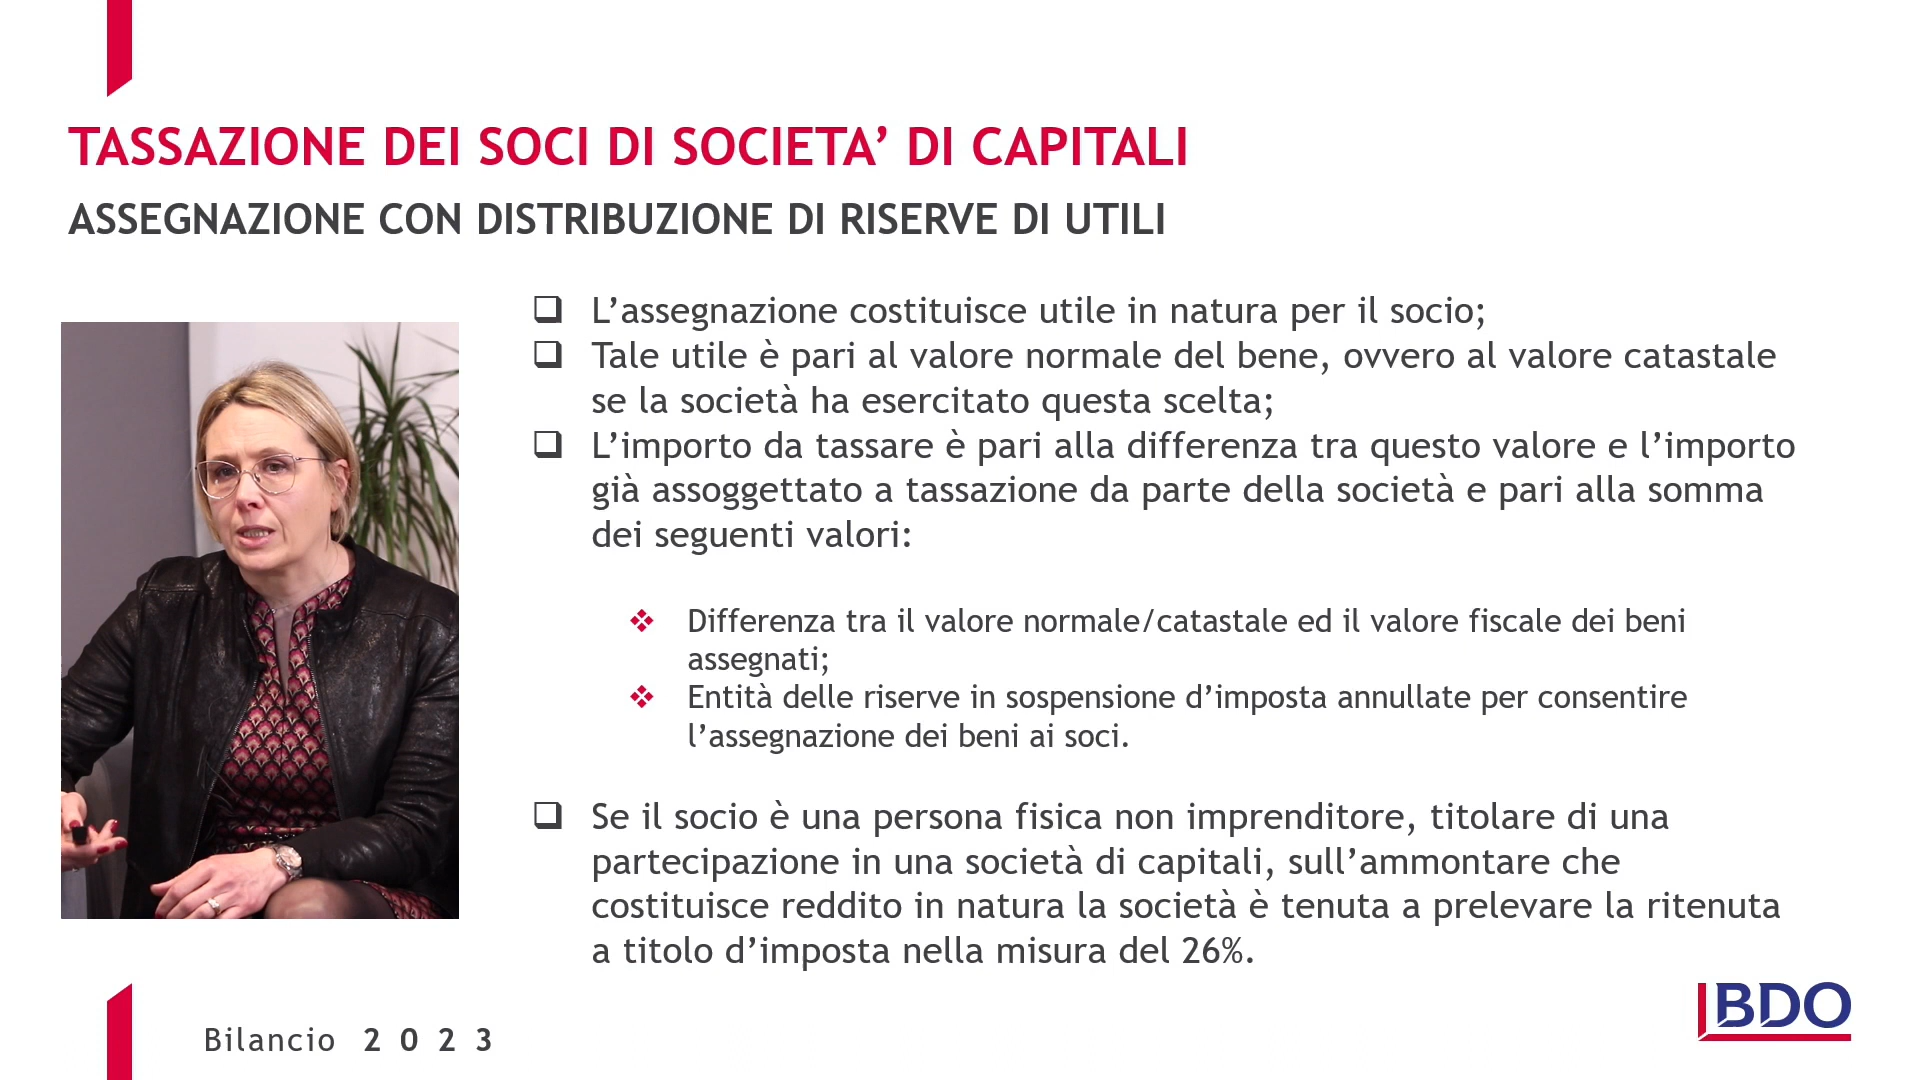 TASSAZIONE DEI SOCI DI SOCIETA’ DI CAPITALI
ASSEGNAZIONE CON DISTRIBUZIONE DI RISERVE DI UTILI
L’assegnazione costituisce utile in natura per il socio;
Tale utile è pari al valore normale del bene, ovvero al valore catastale
se la società ha esercitato questa scelta;
L’importo da tassare è pari alla differenza tra questo valore e l’importo
già assoggettato a tassazione da parte della società e pari alla somma
dei seguenti valori:
Differenza tra il valore normale/catastale ed il valore fiscale dei beni
assegnati;
Entità delle riserve in sospensione d’imposta annullate per consentire
l’assegnazione dei beni ai soci.
Se il socio è una persona fisica non imprenditore, titolare di una
partecipazione in una società di capitali, sull’ammontare che
costituisce reddito in natura la società è tenuta a prelevare la ritenuta
a titolo d’imposta nella misura del 26%.
Bilancio 2023
BDO